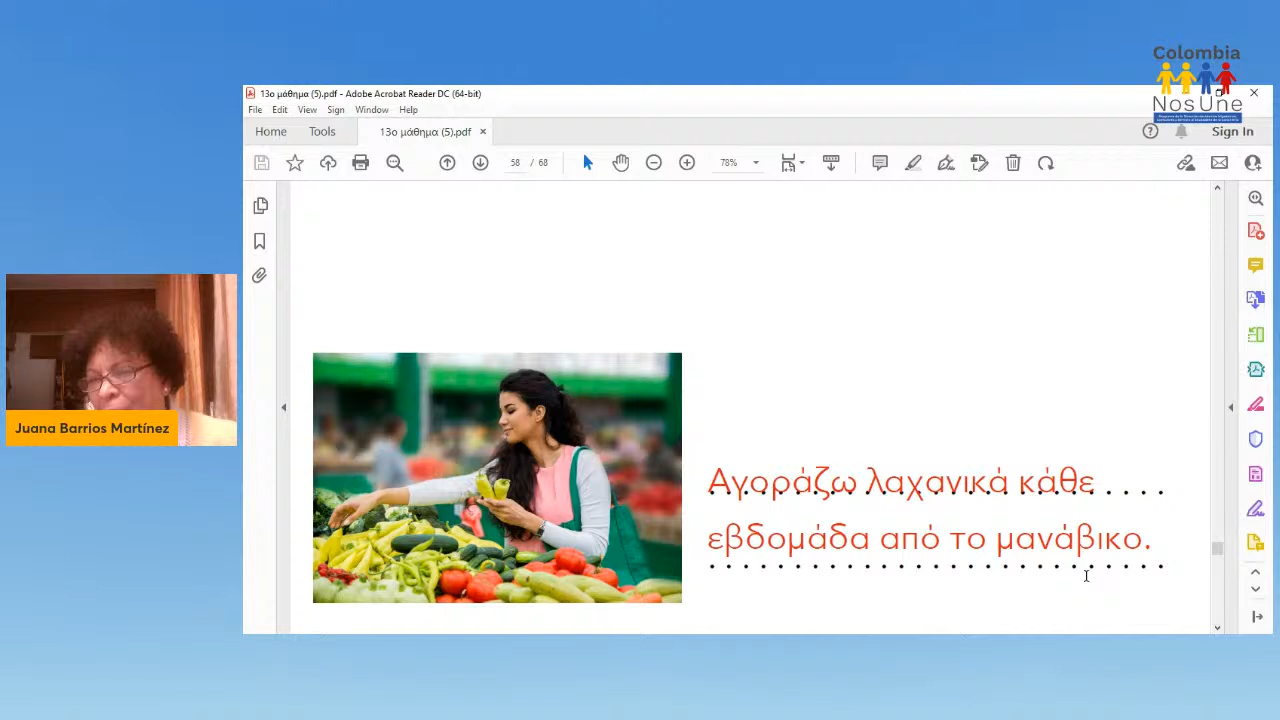 Colombia
NosUne
13ο μάθημα (5).pdf - Adobe Acrobat Reader DC (64-bit)
File Edit View Sign Window Help
Home Tools 13ο μάθημα (5).pdf
Sign In
58 / 68 78%
Juana Barrios Martínez
Αγοράζω λαχανικά κάθε
εβδομάδα από το μανάβικο.